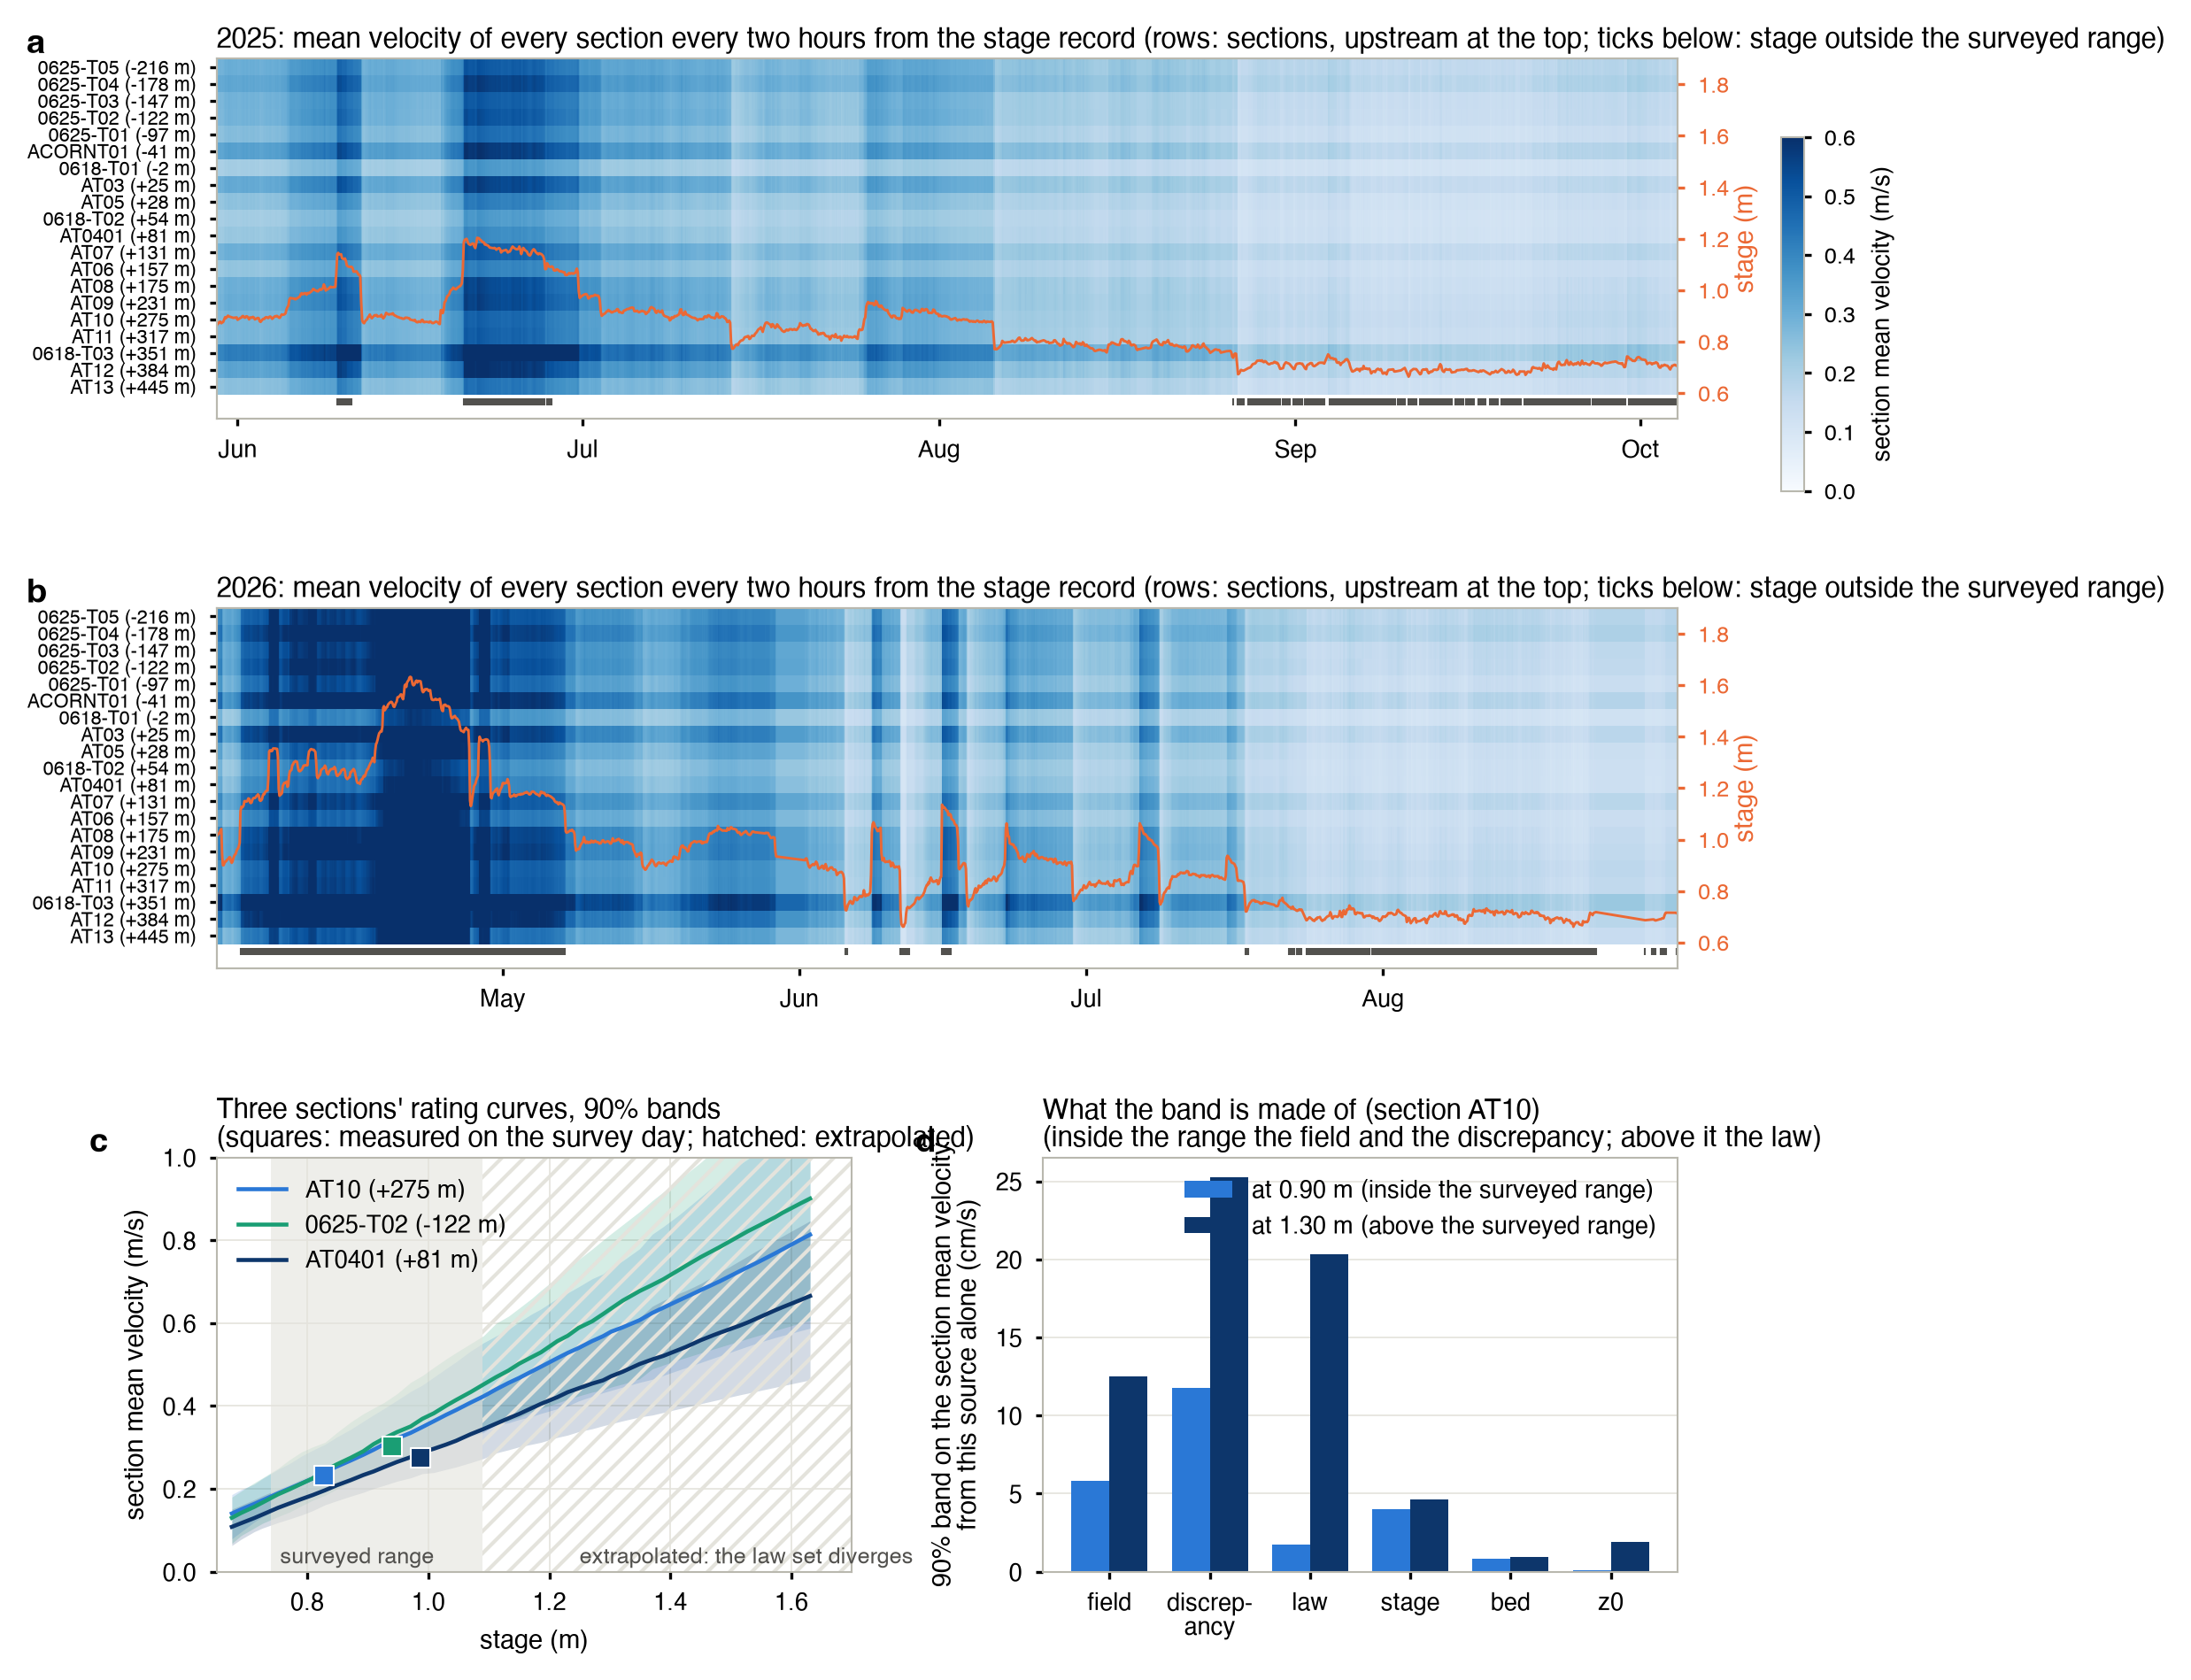 a
2025: mean velocity of every section every two hours from the stage record (rows: sections, upstream at the top; ticks below: stage outside the surveyed range)
0625-T05 (-216 m)
0625-T04 (-178 m)
0625-T03 (-147 m)
0625-T02 (-122 m)
0625-T01 (-97 m)
ACORNT01 (-41 m)
0618-T01 (-2 m)
AT03 (+25 m)
AT05 (+28 m)
0618-T02 (+54 m)
AT0401 (+81 m)
AT07 (+131 m)
AT06 (+157 m)
AT08 (+175 m)
AT09 (+231 m)
AT10 (+275 m)
AT11 (+317 m)
0618-T03 (+351 m)
AT12 (+384 m)
AT13 (+445 m)
1.8
1.6
1.4
1.2
1.0
0.8
0.6
stage (m)
Jun
Jul
Aug
Sep
Oct
0.6
0.5
0.4
0.3
0.2
0.1
0.0
section mean velocity (m/s)
b
2026: mean velocity of every section every two hours from the stage record (rows: sections, upstream at the top; ticks below: stage outside the surveyed range)
0625-T05 (-216 m)
0625-T04 (-178 m)
0625-T03 (-147 m)
0625-T02 (-122 m)
0625-T01 (-97 m)
ACORNT01 (-41 m)
0618-T01 (-2 m)
AT03 (+25 m)
AT05 (+28 m)
0618-T02 (+54 m)
AT0401 (+81 m)
AT07 (+131 m)
AT06 (+157 m)
AT08 (+175 m)
AT09 (+231 m)
AT10 (+275 m)
AT11 (+317 m)
0618-T03 (+351 m)
AT12 (+384 m)
AT13 (+445 m)
1.8
1.6
1.4
1.2
1.0
0.8
0.6
stage (m)
May
Jun
Jul
Aug
c
Three sections' rating curves, 90% bands
(squares: measured on the survey day; hatched: extrapolated)
1.0
0.8
0.6
0.4
0.2
0.0
section mean velocity (m/s)
AT10 (+275 m)
0625-T02 (-122 m)
AT0401 (+81 m)
surveyed range
extrapolated: the law set diverges
0.8
1.0
1.2
1.4
1.6
stage (m)
d
What the band is made of (section AT10)
(inside the range the field and the discrepancy; above it the law)
90% band on the section mean velocity
from this source alone (cm/s)
25
20
15
10
5
0
at 0.90 m (inside the surveyed range)
at 1.30 m (above the surveyed range)
field
discrep-
ancy
law
stage
bed
z0